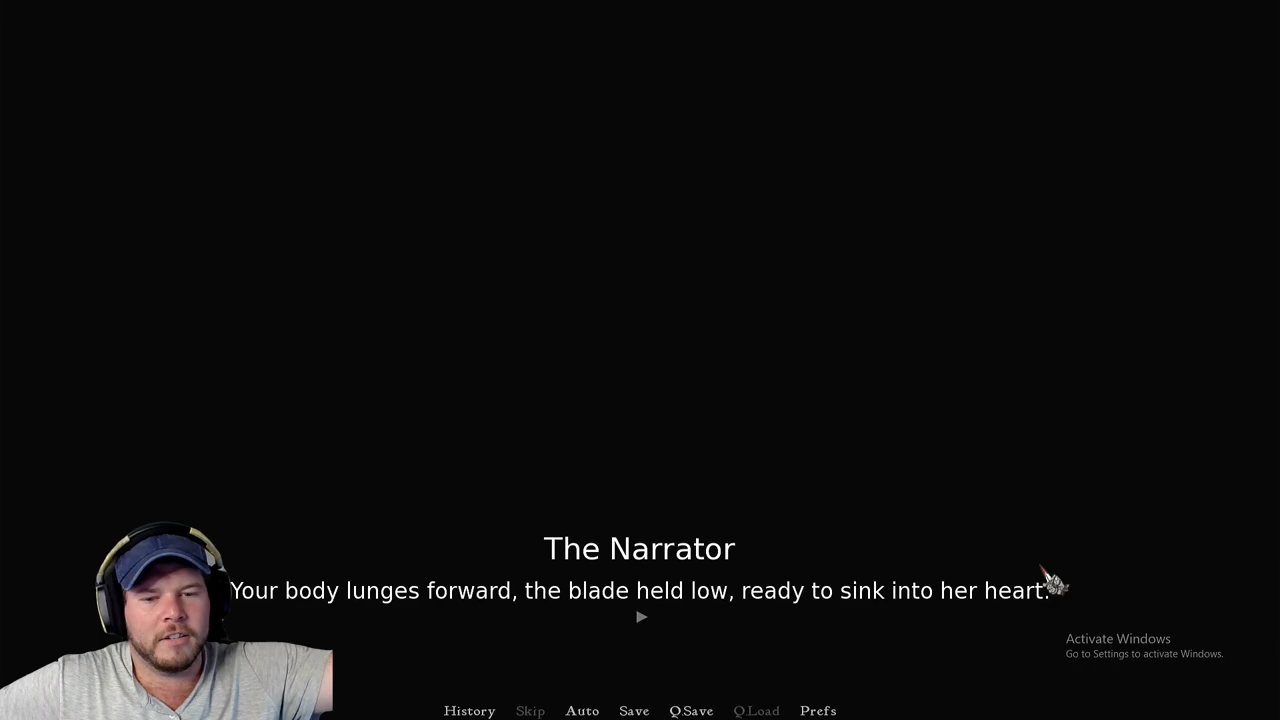 The Narrator
Your body lunges forward, the blade held low, ready to sink into her heart.
Activate Windows
Go to Settings to activate Windows.
History Skip Auto Save Q.Save Q.Load Prefs